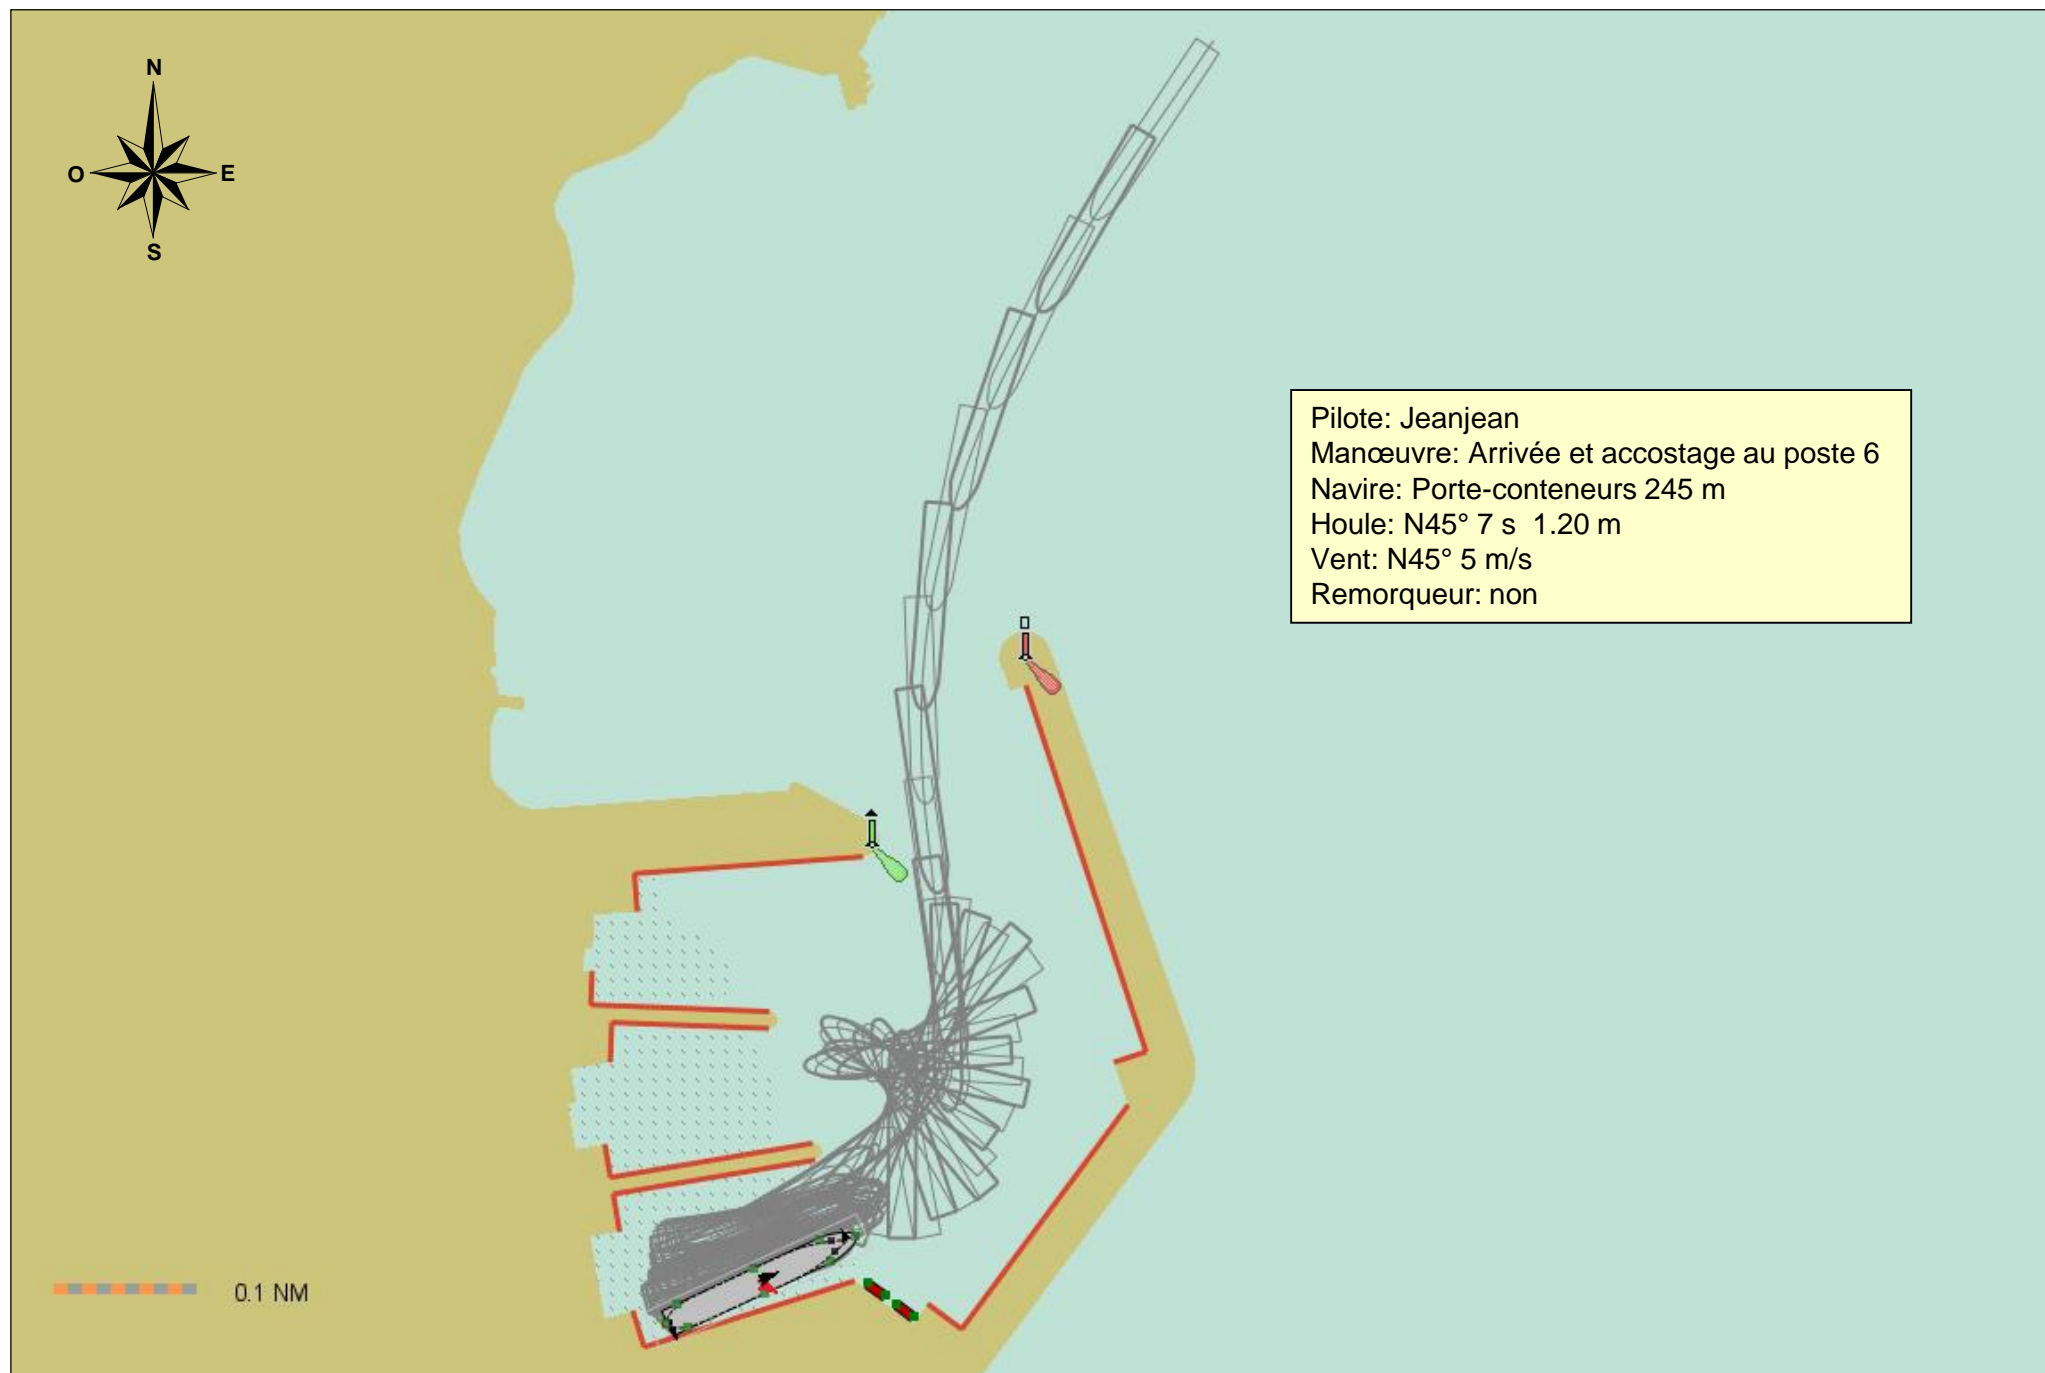 N
O
E
S
Pilote: Jeanjean
Manœuvre: Arrivée et accostage au poste 6
Navire: Porte-conteneurs 245 m
Houle: N45° 7 s  1.20 m
Vent: N45° 5 m/s
Remorqueur: non
0.1 NM